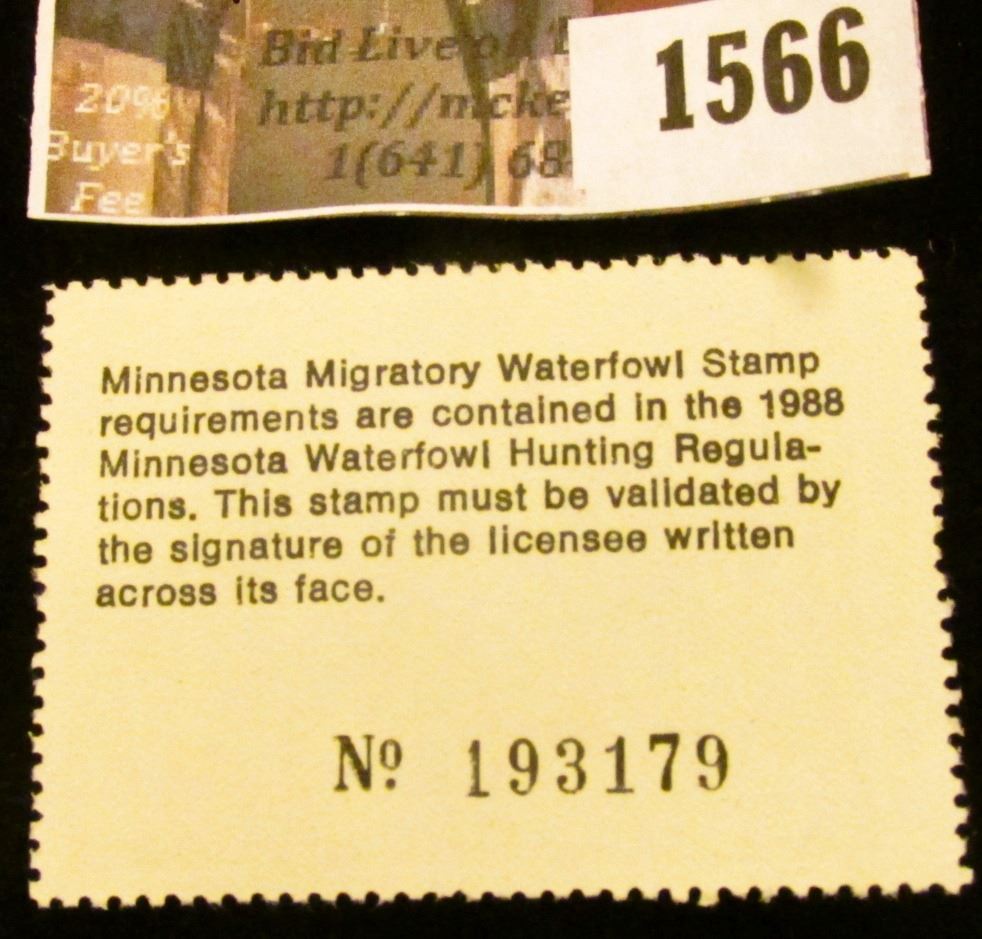 Bid Live on
1566
20%
http://mcke
Buyer's
1(641) 68
Fee
Minnesota Migratory Waterfowl Stamp
requirements are contained in the 1988
Minnesota Waterfowl Hunting Regula-
tions. This stamp must be validated by
the signature of the licensee written
across its face.
Nº 193179